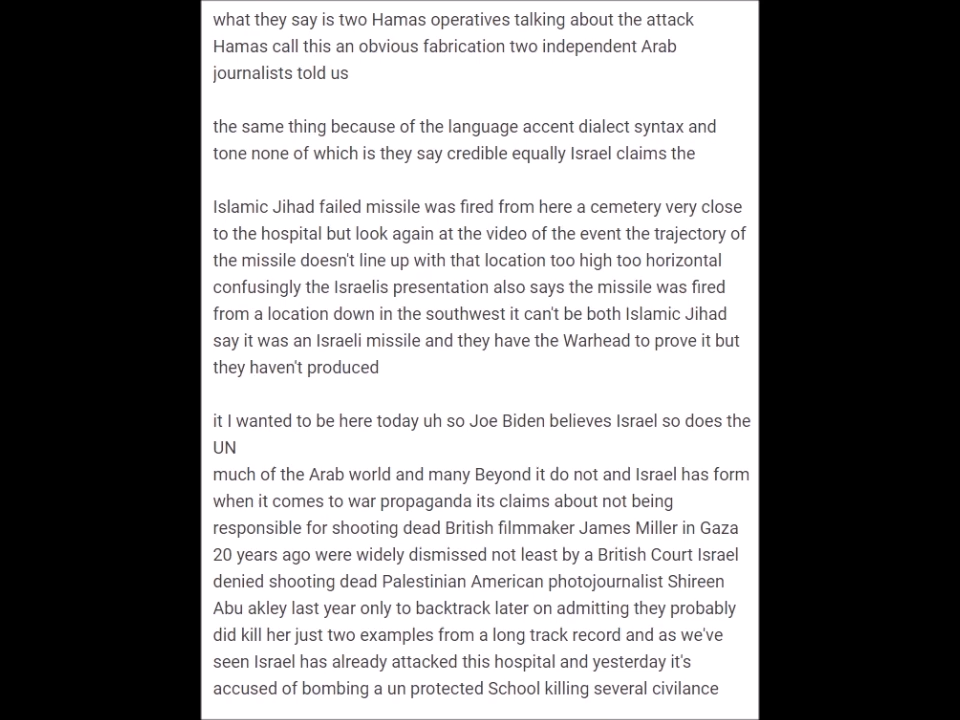 what they say is two Hamas operatives talking about the attack
Hamas call this an obvious fabrication two independent Arab
journalists told us
the same thing because of the language accent dialect syntax and
tone none of which is they say credible equally Israel claims the
Islamic Jihad failed missile was fired from here a cemetery very close
to the hospital but look again at the video of the event the trajectory of
the missile doesn't line up with that location too high too horizontal
confusingly the Israelis presentation also says the missile was fired
from a location down in the southwest it can't be both Islamic Jihad
say it was an Israeli missile and they have the Warhead to prove it but
they haven't produced
it I wanted to be here today uh so Joe Biden believes Israel so does the
UN
much of the Arab world and many Beyond it do not and Israel has form
when it comes to war propaganda its claims about not being
responsible for shooting dead British filmmaker James Miller in Gaza
20 years ago were widely dismissed not least by a British Court Israel
denied shooting dead Palestinian American photojournalist Shireen
Abu akley last year only to backtrack later on admitting they probably
did kill her just two examples from a long track record and as we've
seen Israel has already attacked this hospital and yesterday it's
accused of bombing a un protected School killing several civilance